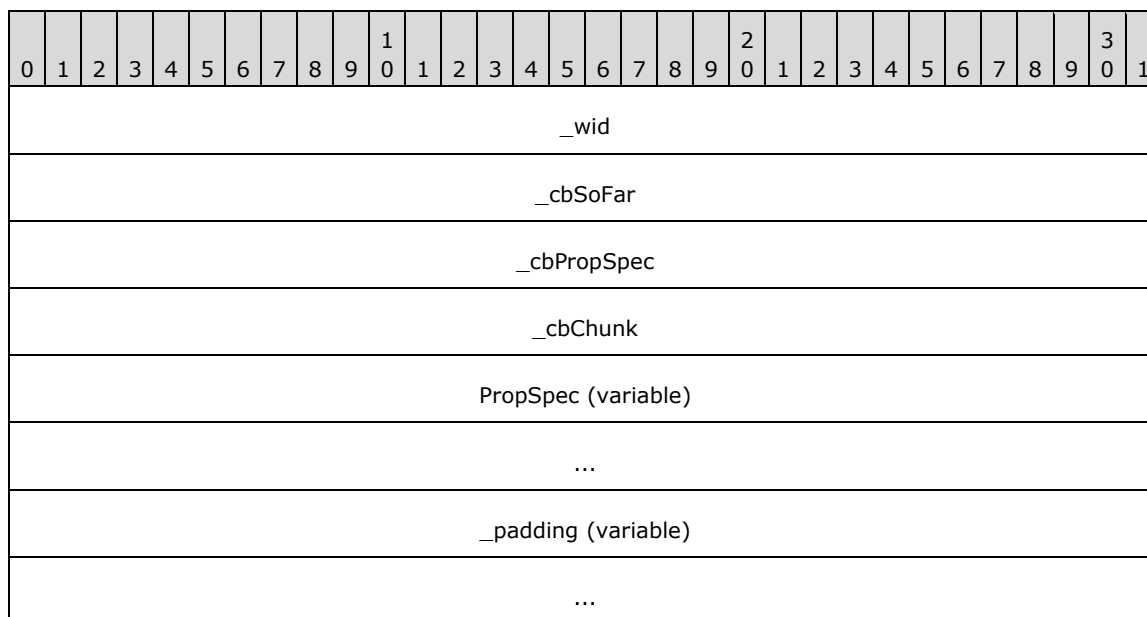 1 2 3
0 1 2 3 4 5 6 7 8 9 0 1 2 3 4 5 6 7 8 9 0 1 2 3 4 5 6 7 8 9 0 1
_wid
_cbSoFar
_cbPropSpec
_cbChunk
PropSpec (variable)
...
_padding (variable)
...